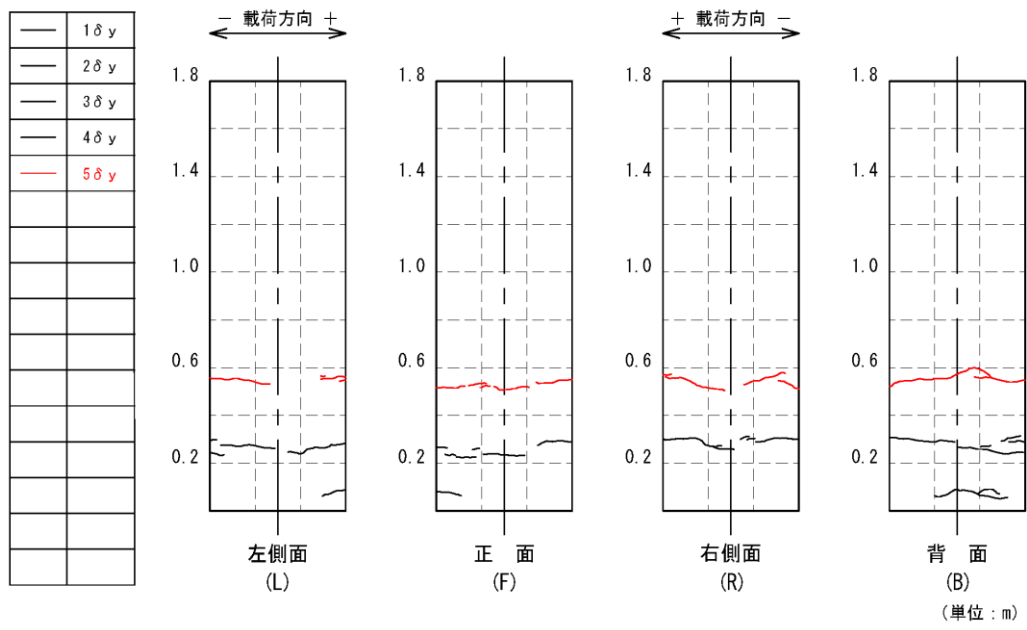 1δy
2δy
3δy
4δy
5δy
− 載荷方向 +
+ 載荷方向 −
1.8
1.4
1.0
0.6
0.2
左側面
(L)
1.8
1.4
1.0
0.6
0.2
正 面
(F)
1.8
1.4
1.0
0.6
0.2
右側面
(R)
1.8
1.4
1.0
0.6
0.2
背 面
(B)
(単位:m)